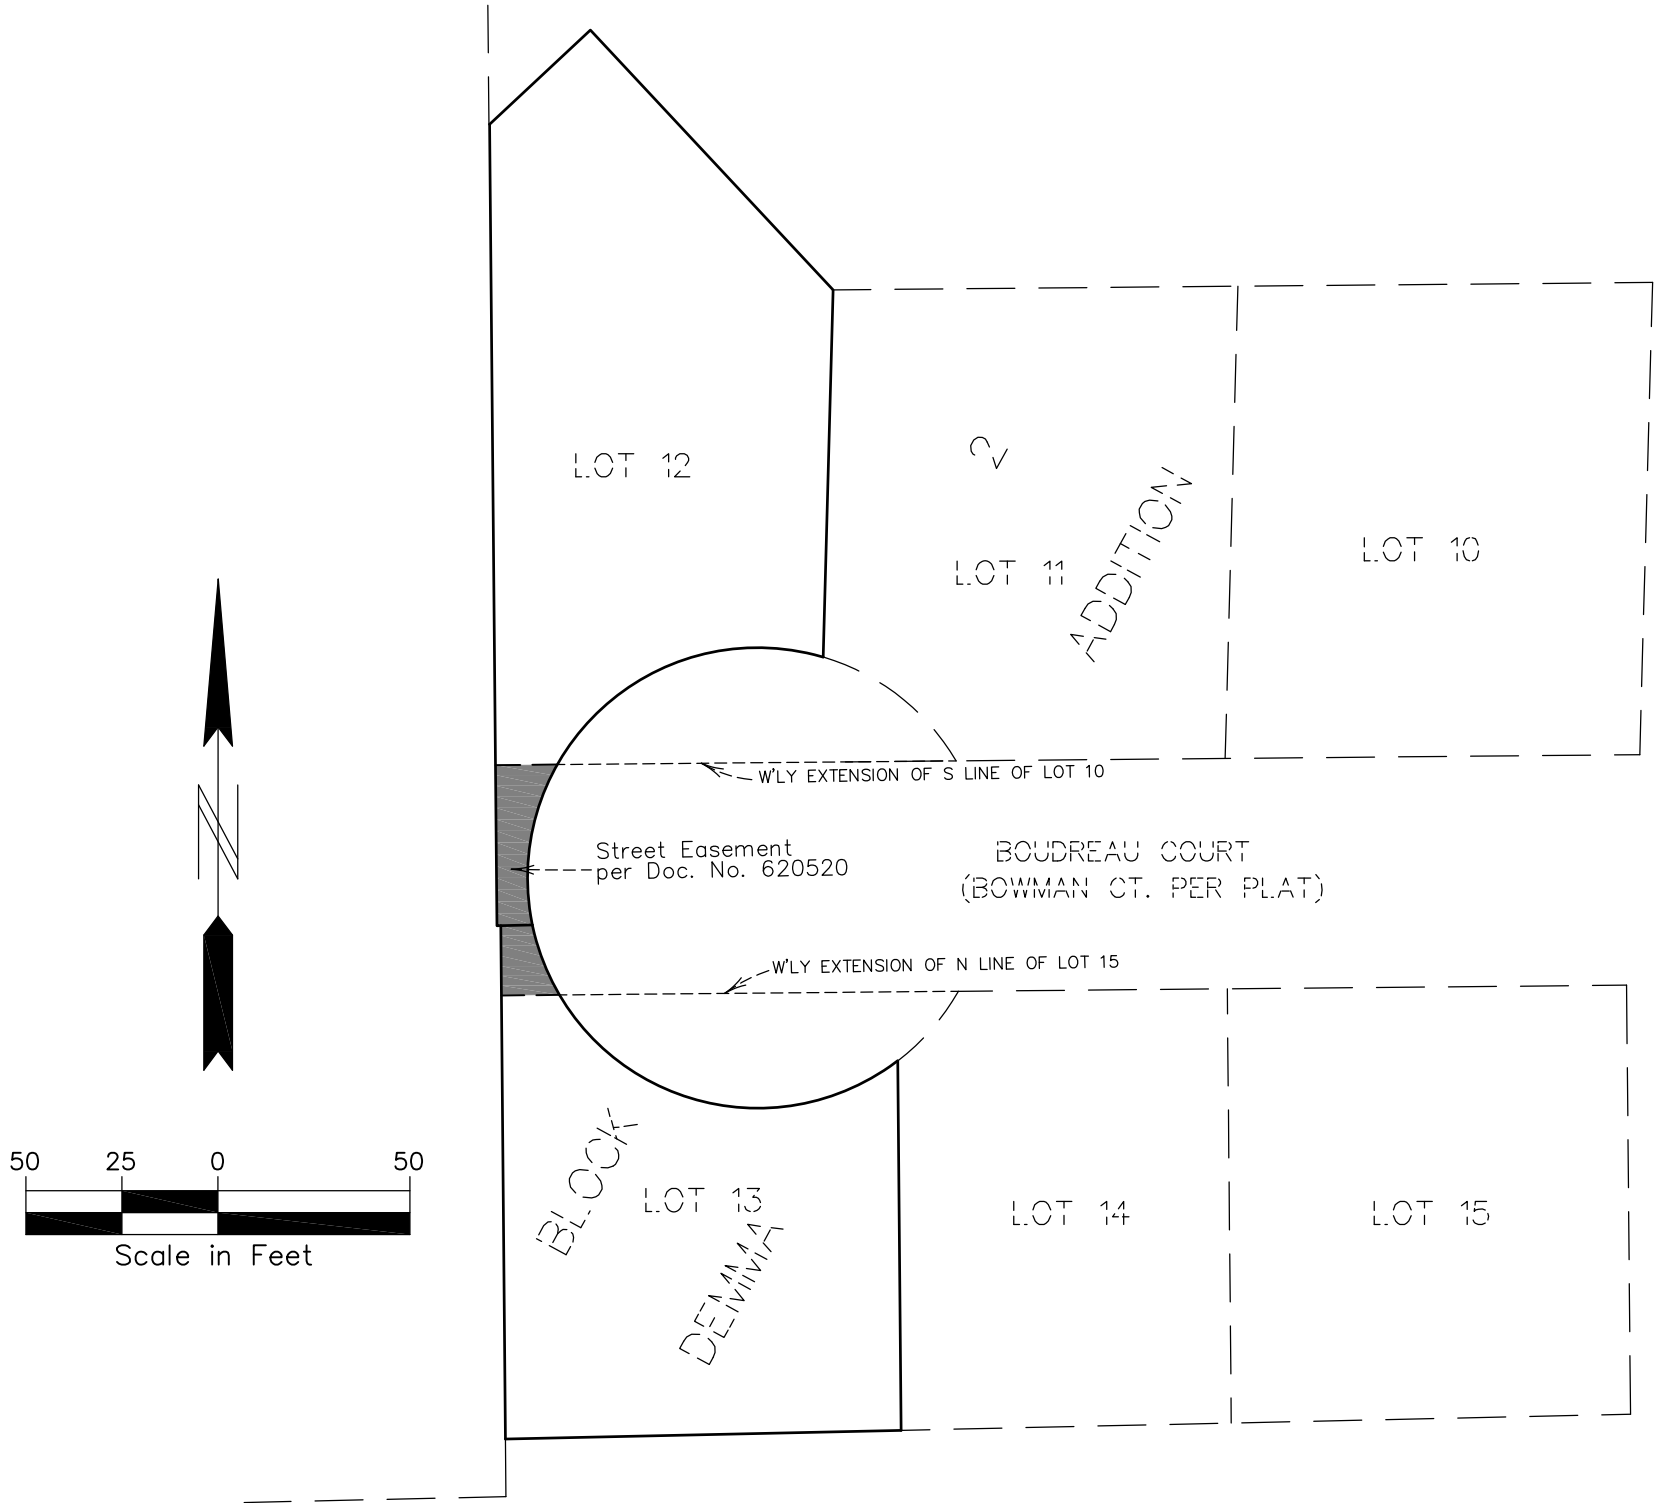 LOT 12
2
ADDITION
LOT 11
LOT 10
W'LY EXTENSION OF S LINE OF LOT 10
Street Easement
per Doc. No. 620520
BOUDREAU COURT
(BOWMAN CT. PER PLAT)
N
W'LY EXTENSION OF N LINE OF LOT 15
BLOCK
LOT 13
DEMMA
LOT 14
LOT 15
50 25 0 50
Scale in Feet